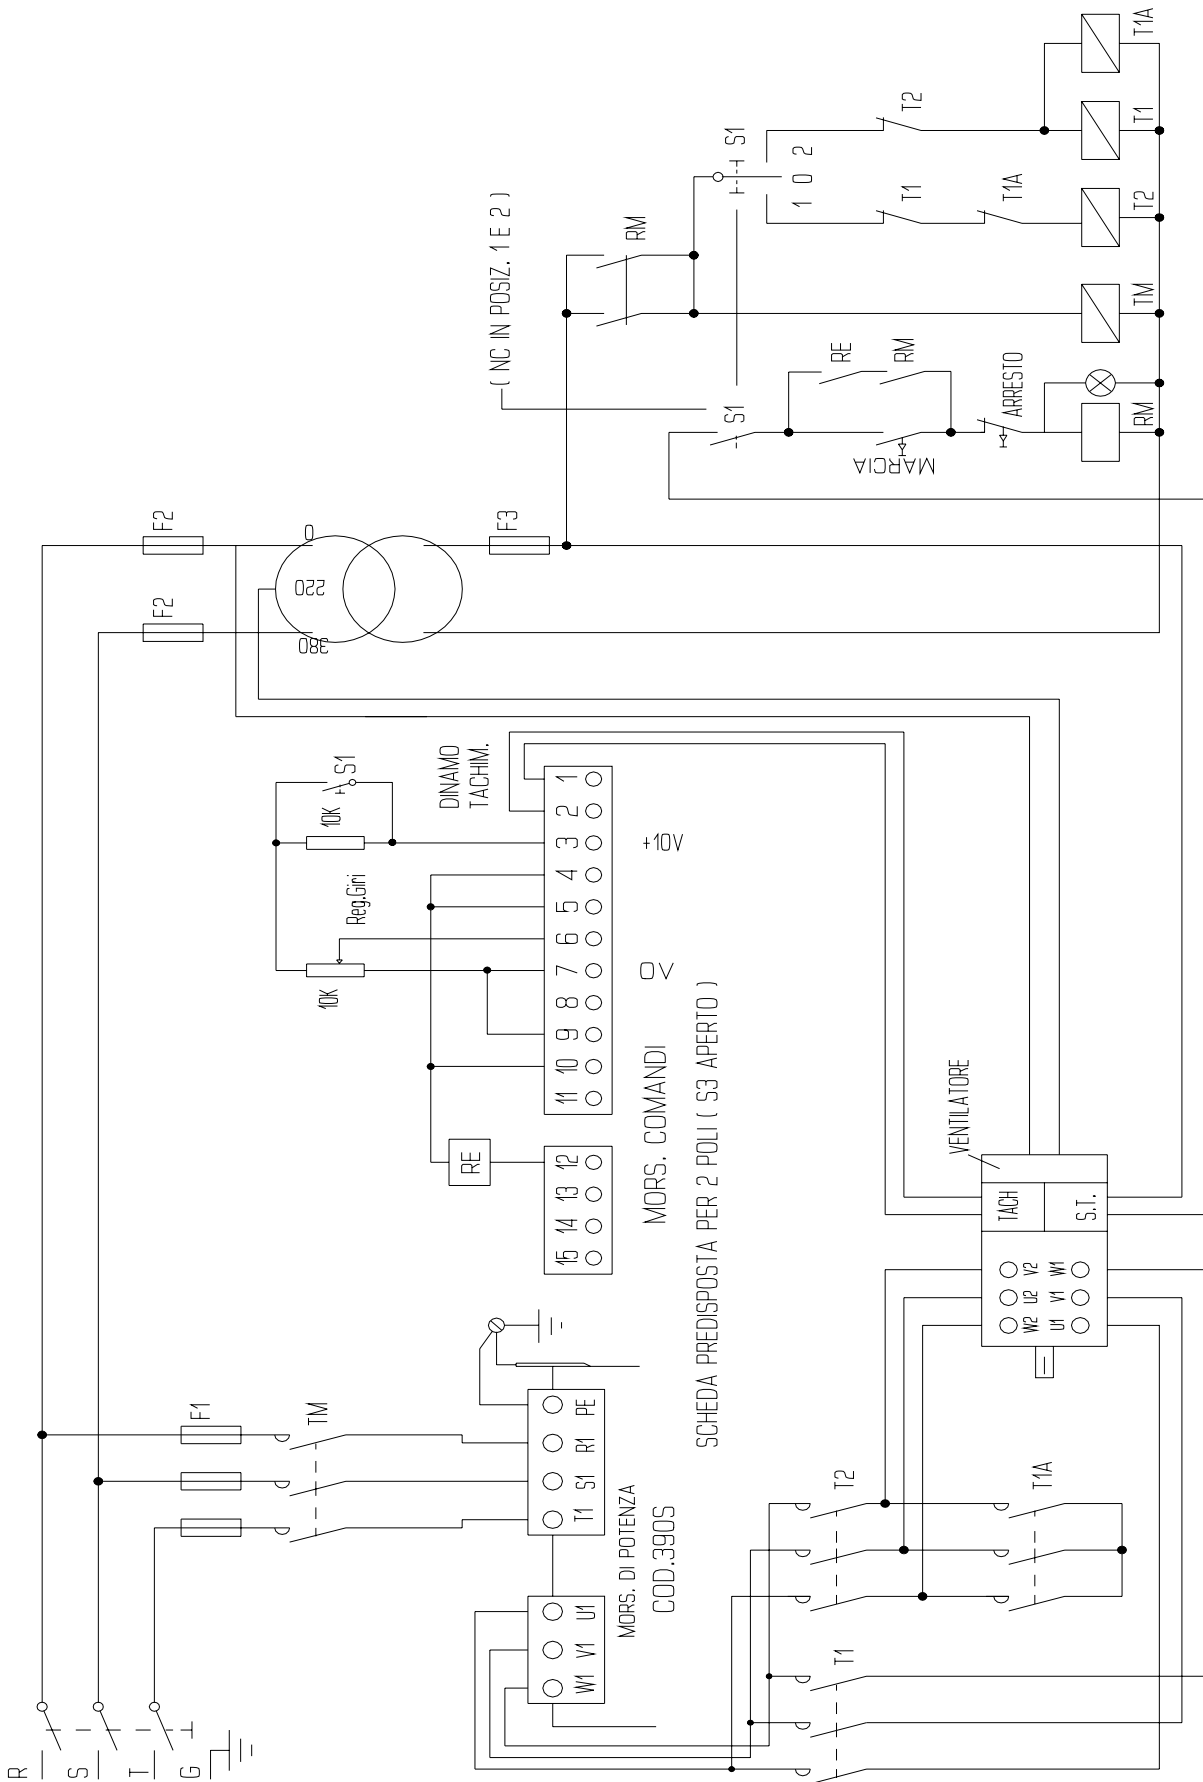 R
S
T
G
F1
TM
F2
F2
0
220
380
F3
( NC IN POSIZ. 1 E 2 )
RM
S1
1 0 2
T2
T1
T1A
T1A
T1
T2
TM
RM
S1
RE
RM
MARCIA
ARRESTO
10K
S1
10K
Reg.Giri
DINAMO
TACHIM.
11 10 9 8 7 6 5 4 3 2 1
+10V
0V
RE
15 14 13 12
MORS. COMANDI
SCHEDA PREDISPOSTA PER 2 POLI ( S3 APERTO )
T1 S1 R1 PE
W1 V1 U1
MORS. DI POTENZA
COD.390S
T1
T2
T1A
VENTILATORE
TACH
S.T.
W2 U2 V2
U1 V1 W1